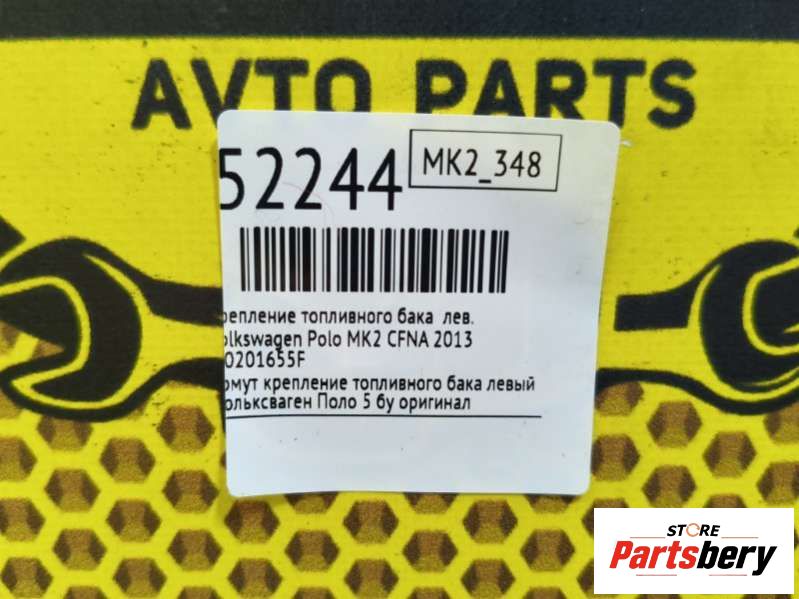 AVTO PARTS
52244
MK2_348
репление топливного бака лев.
olkswagen Polo MK2 CFNA 2013
0201655F
омут крепление топливного бака левый
ольксваген Поло 5 бу оригинал
STORE
Partsbery